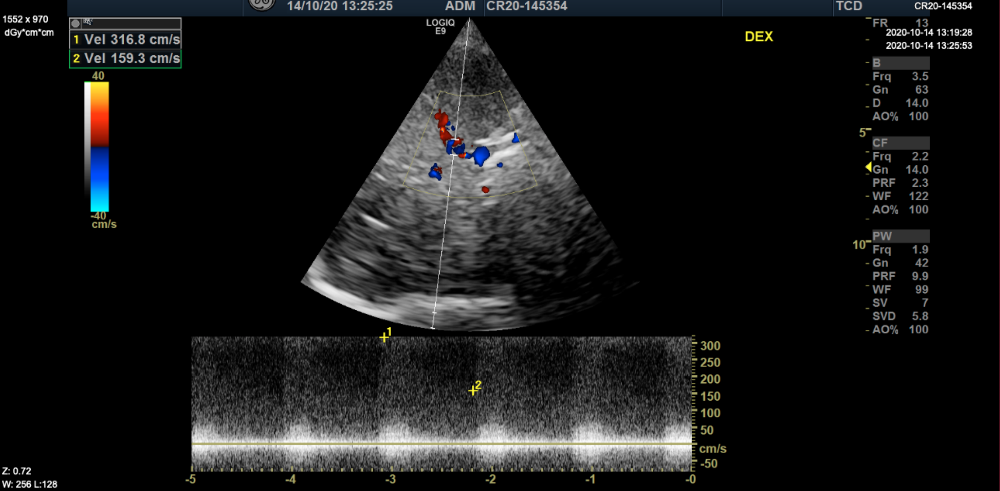 14/10/20 13:25:25 ADM CR20-145354 TCD CR20-145354
1552 x 970
dGy*cm*cm
1 Vel 316.8 cm/s
2 Vel 159.3 cm/s
40
-40
cm/s
LOGIQ
E9
DEX
FR 13
2020-10-14 13:19:28
2020-10-14 13:25:53
B
Frq 3.5
Gn 63
D 14.0
AO% 100
5
CF
Frq 2.2
Gn 14.0
PRF 2.3
WF 122
AO% 100
PW
10
Frq 1.9
Gn 42
PRF 9.9
WF 99
SV 7
SVD 5.8
AO% 100
1
2
300
250
200
150
100
50
cm/s
-50
-5 -4 -3 -2 -1 -0
Z: 0.72
W: 256 L:128